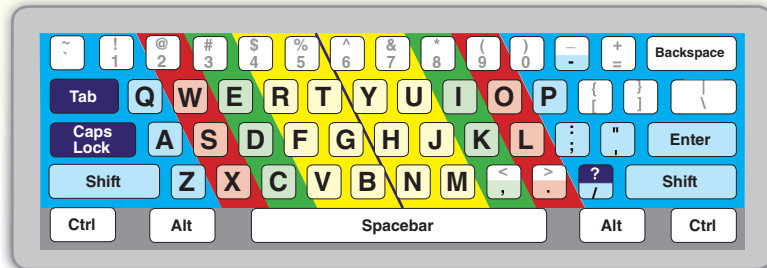 ~ ! @ # $ % ^ & * ( ) _ +
` 1 2 3 4 5 6 7 8 9 0 - = Backspace
Tab Q W E R T Y U I O P { [ } ] | \
Caps Lock A S D F G H J K L : ; " ' Enter
Shift Z X C V B N M < , > . ? / Shift
Ctrl Alt Spacebar Alt Ctrl